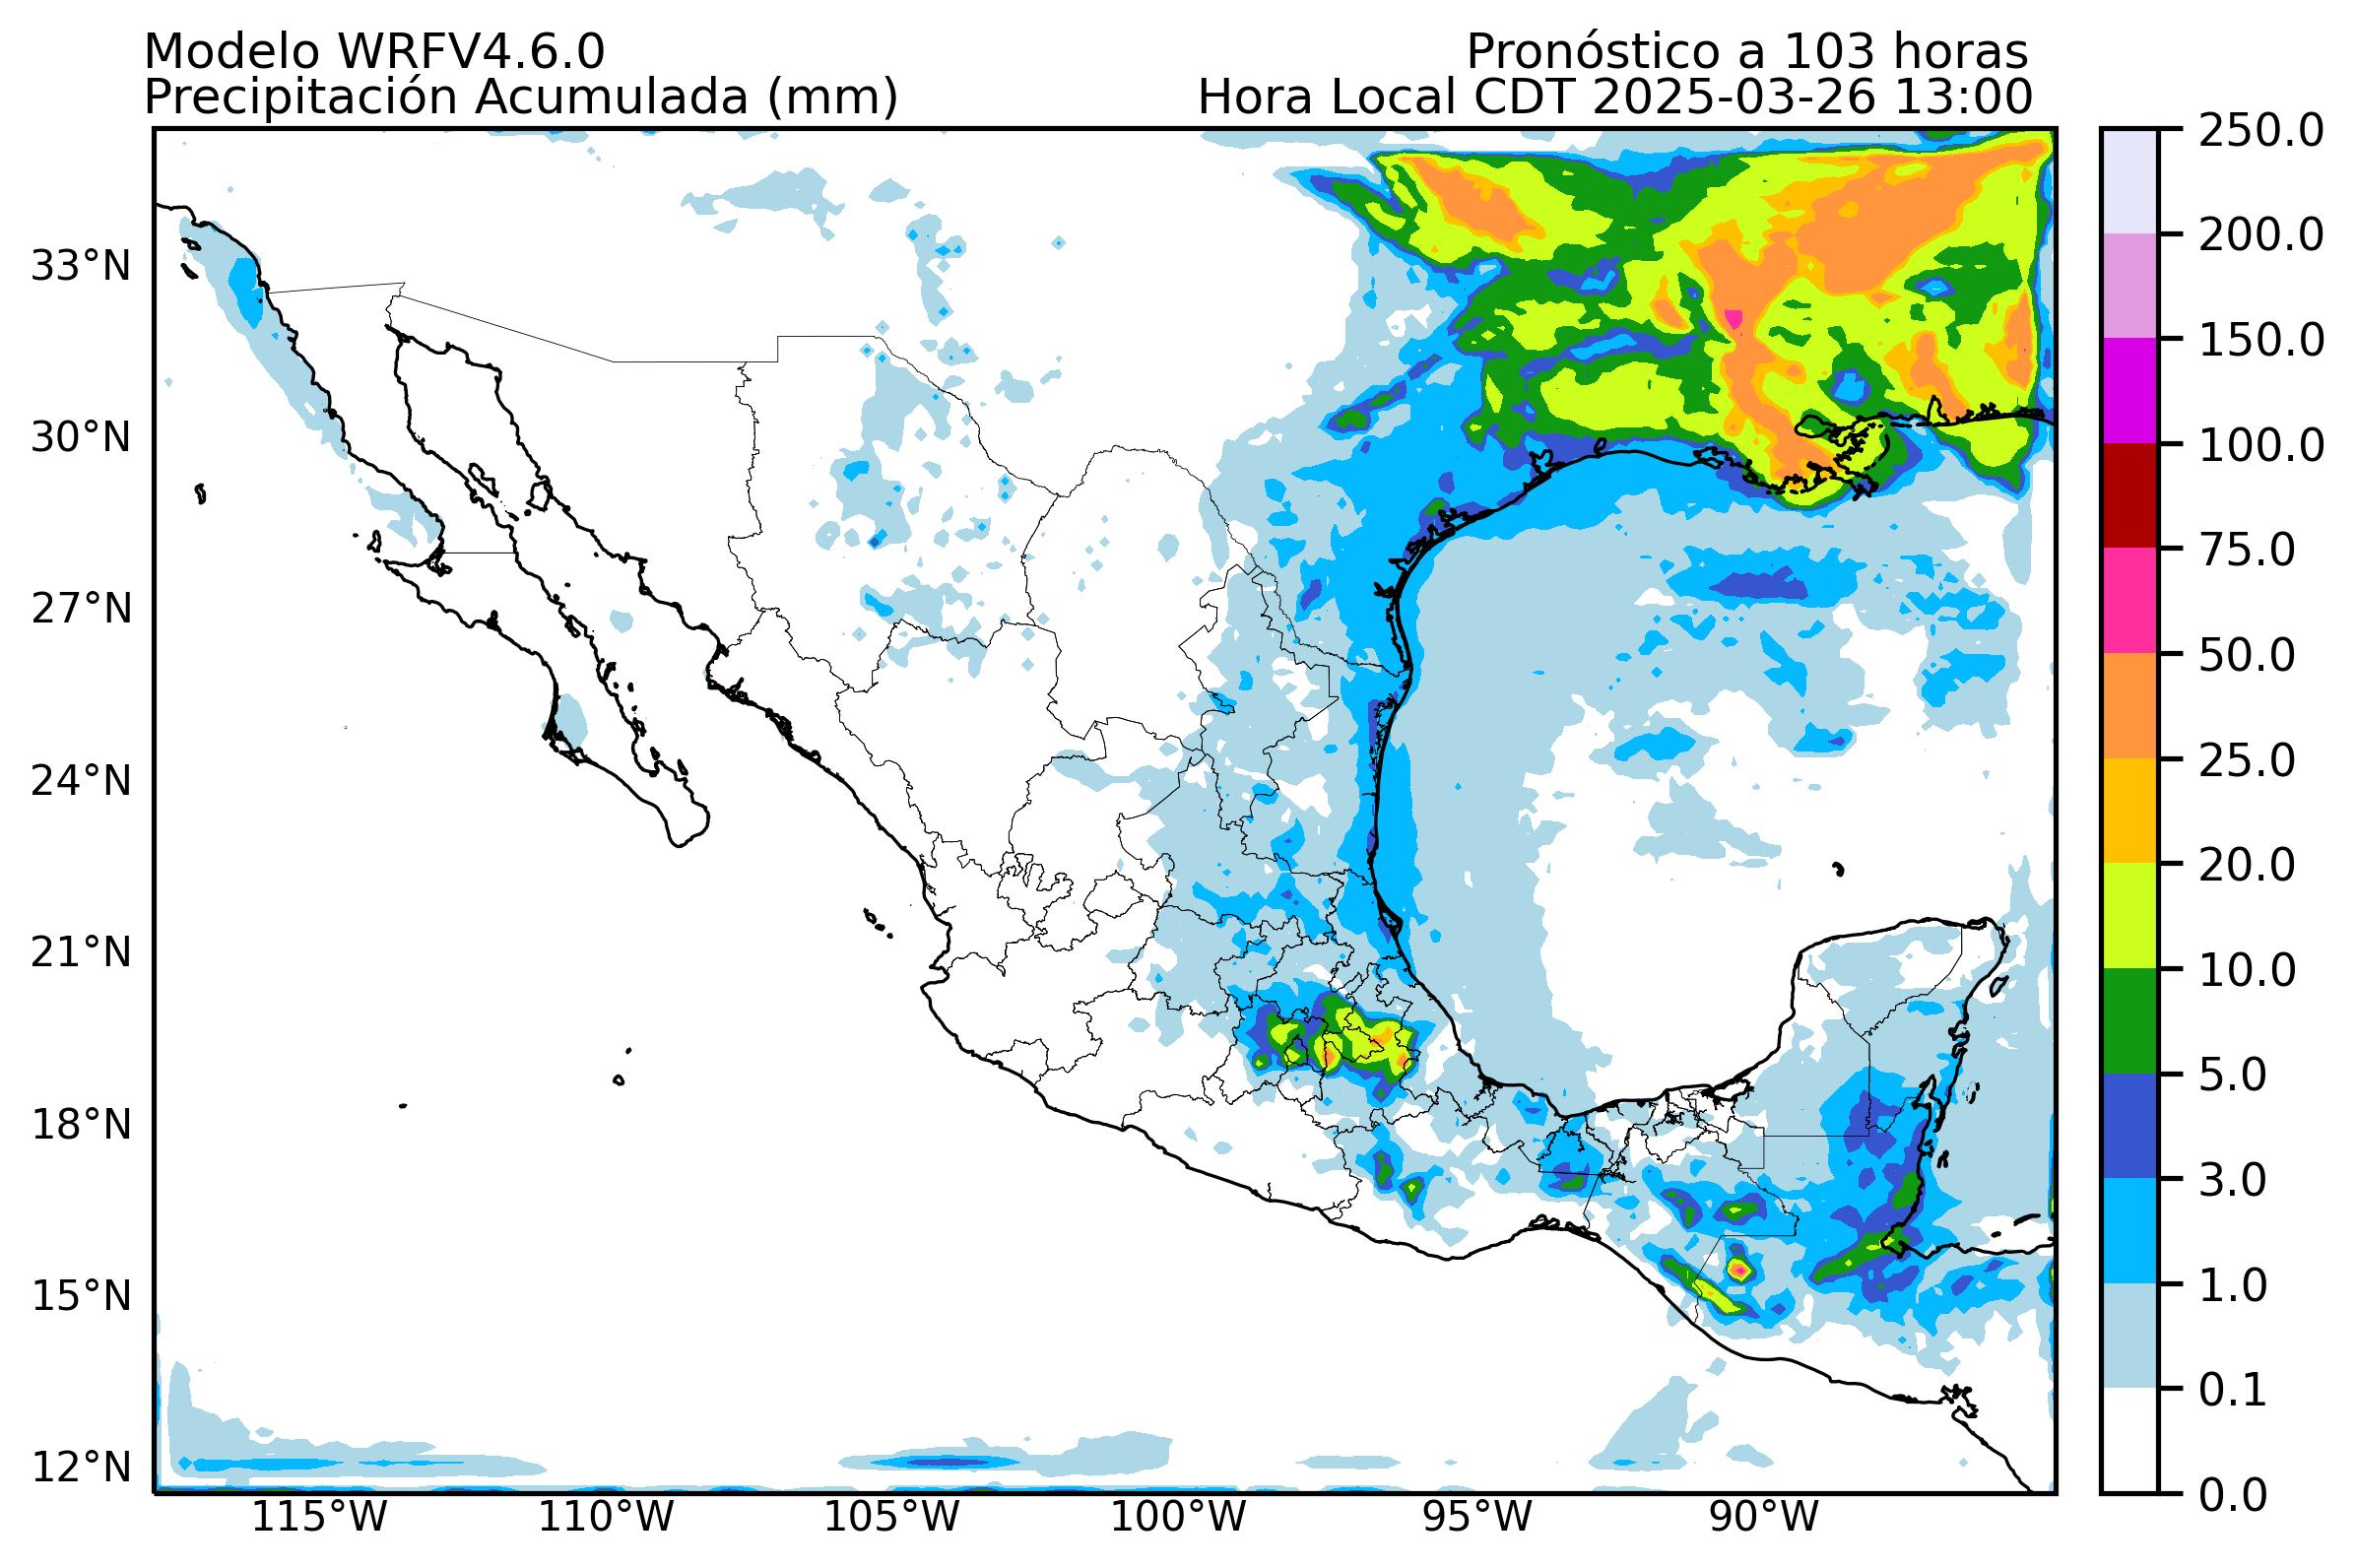 Modelo WRFV4.6.0
Pronóstico a 103 horas
Precipitación Acumulada (mm)
Hora Local CDT 2025-03-26 13:00
33°N
30°N
27°N
24°N
21°N
18°N
15°N
12°N
115°W
110°W
105°W
100°W
95°W
90°W
250.0
200.0
150.0
100.0
75.0
50.0
25.0
20.0
10.0
5.0
3.0
1.0
0.1
0.0